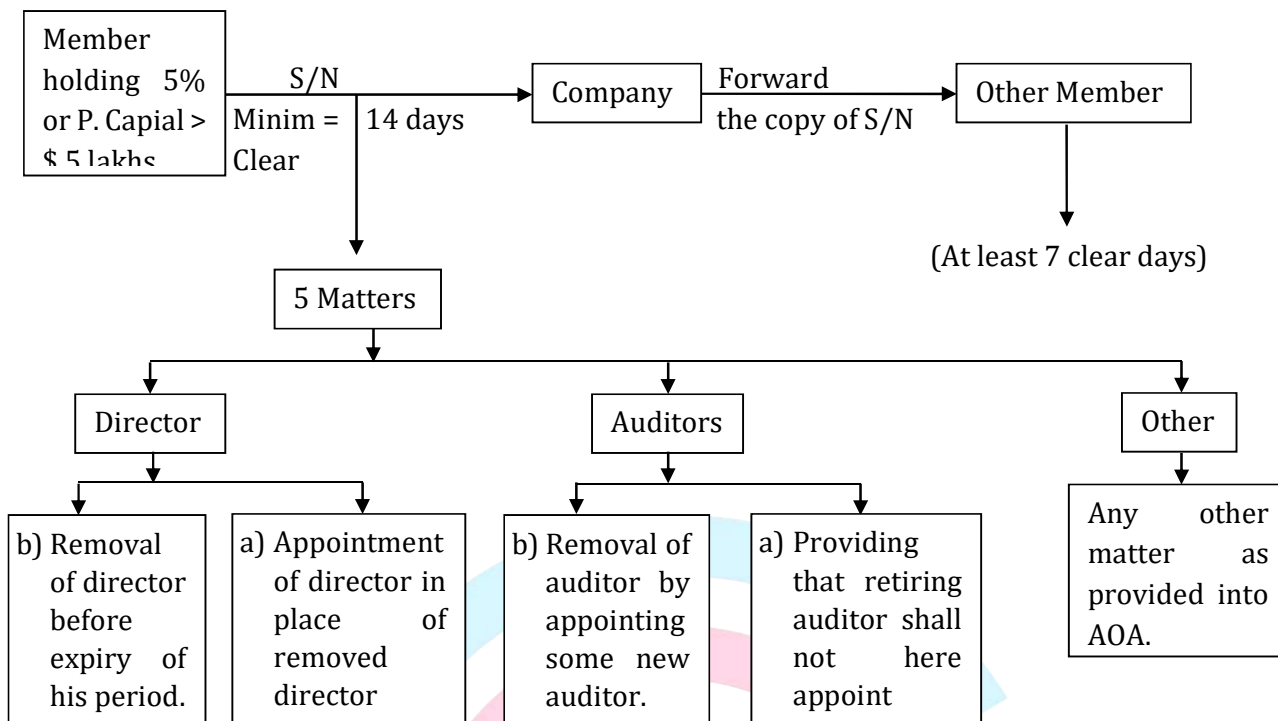 Member
holding 5%
or P. Capial >
$ 5 lakhs
S/N
Minim =
Clear
14 days
Company
Forward
the copy of S/N
Other Member
(At least 7 clear days)
5 Matters
Director
Auditors
Other
b) Removal
of director
before
expiry of
his period.
a) Appointment
of director in
place of
removed
director
b) Removal of
auditor by
appointing
some new
auditor.
a) Providing
that retiring
auditor shall
not here
appoint
Any other
matter as
provided into
AOA.